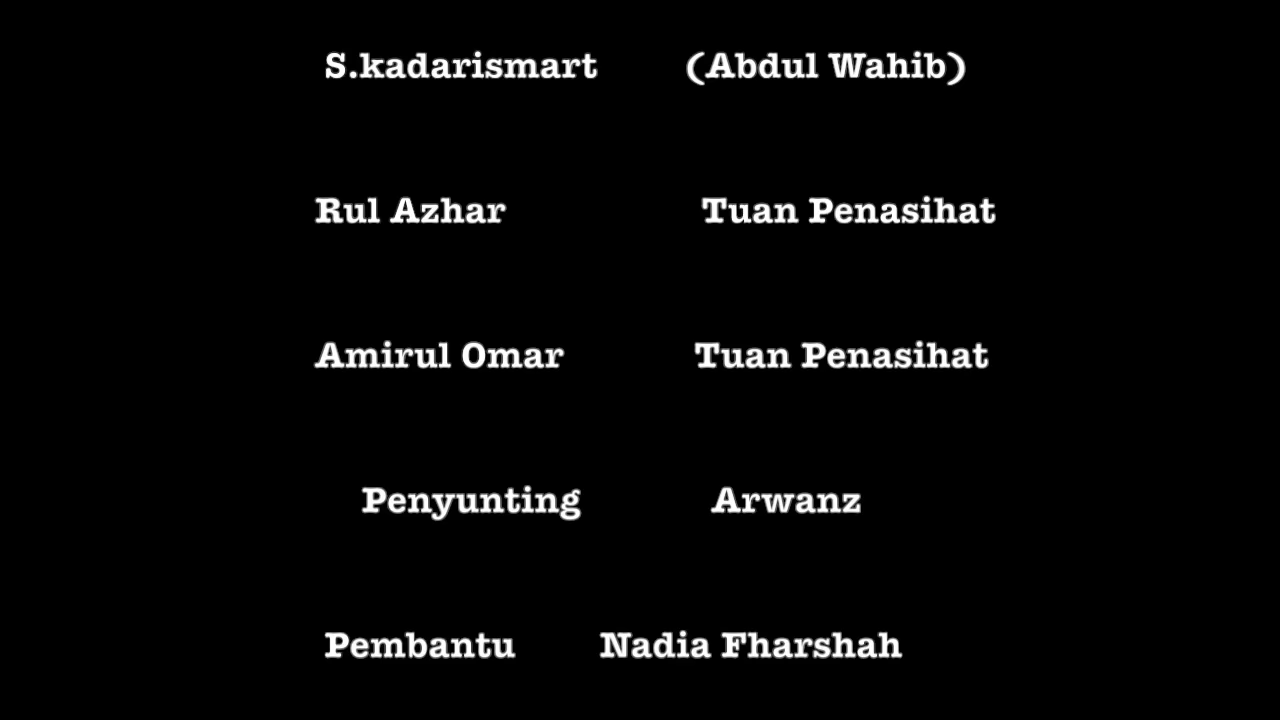 S.kadarismart (Abdul Wahib)
Rul Azhar Tuan Penasihat
Amirul Omar Tuan Penasihat
Penyunting Arwanz
Pembantu Nadia Fharshah